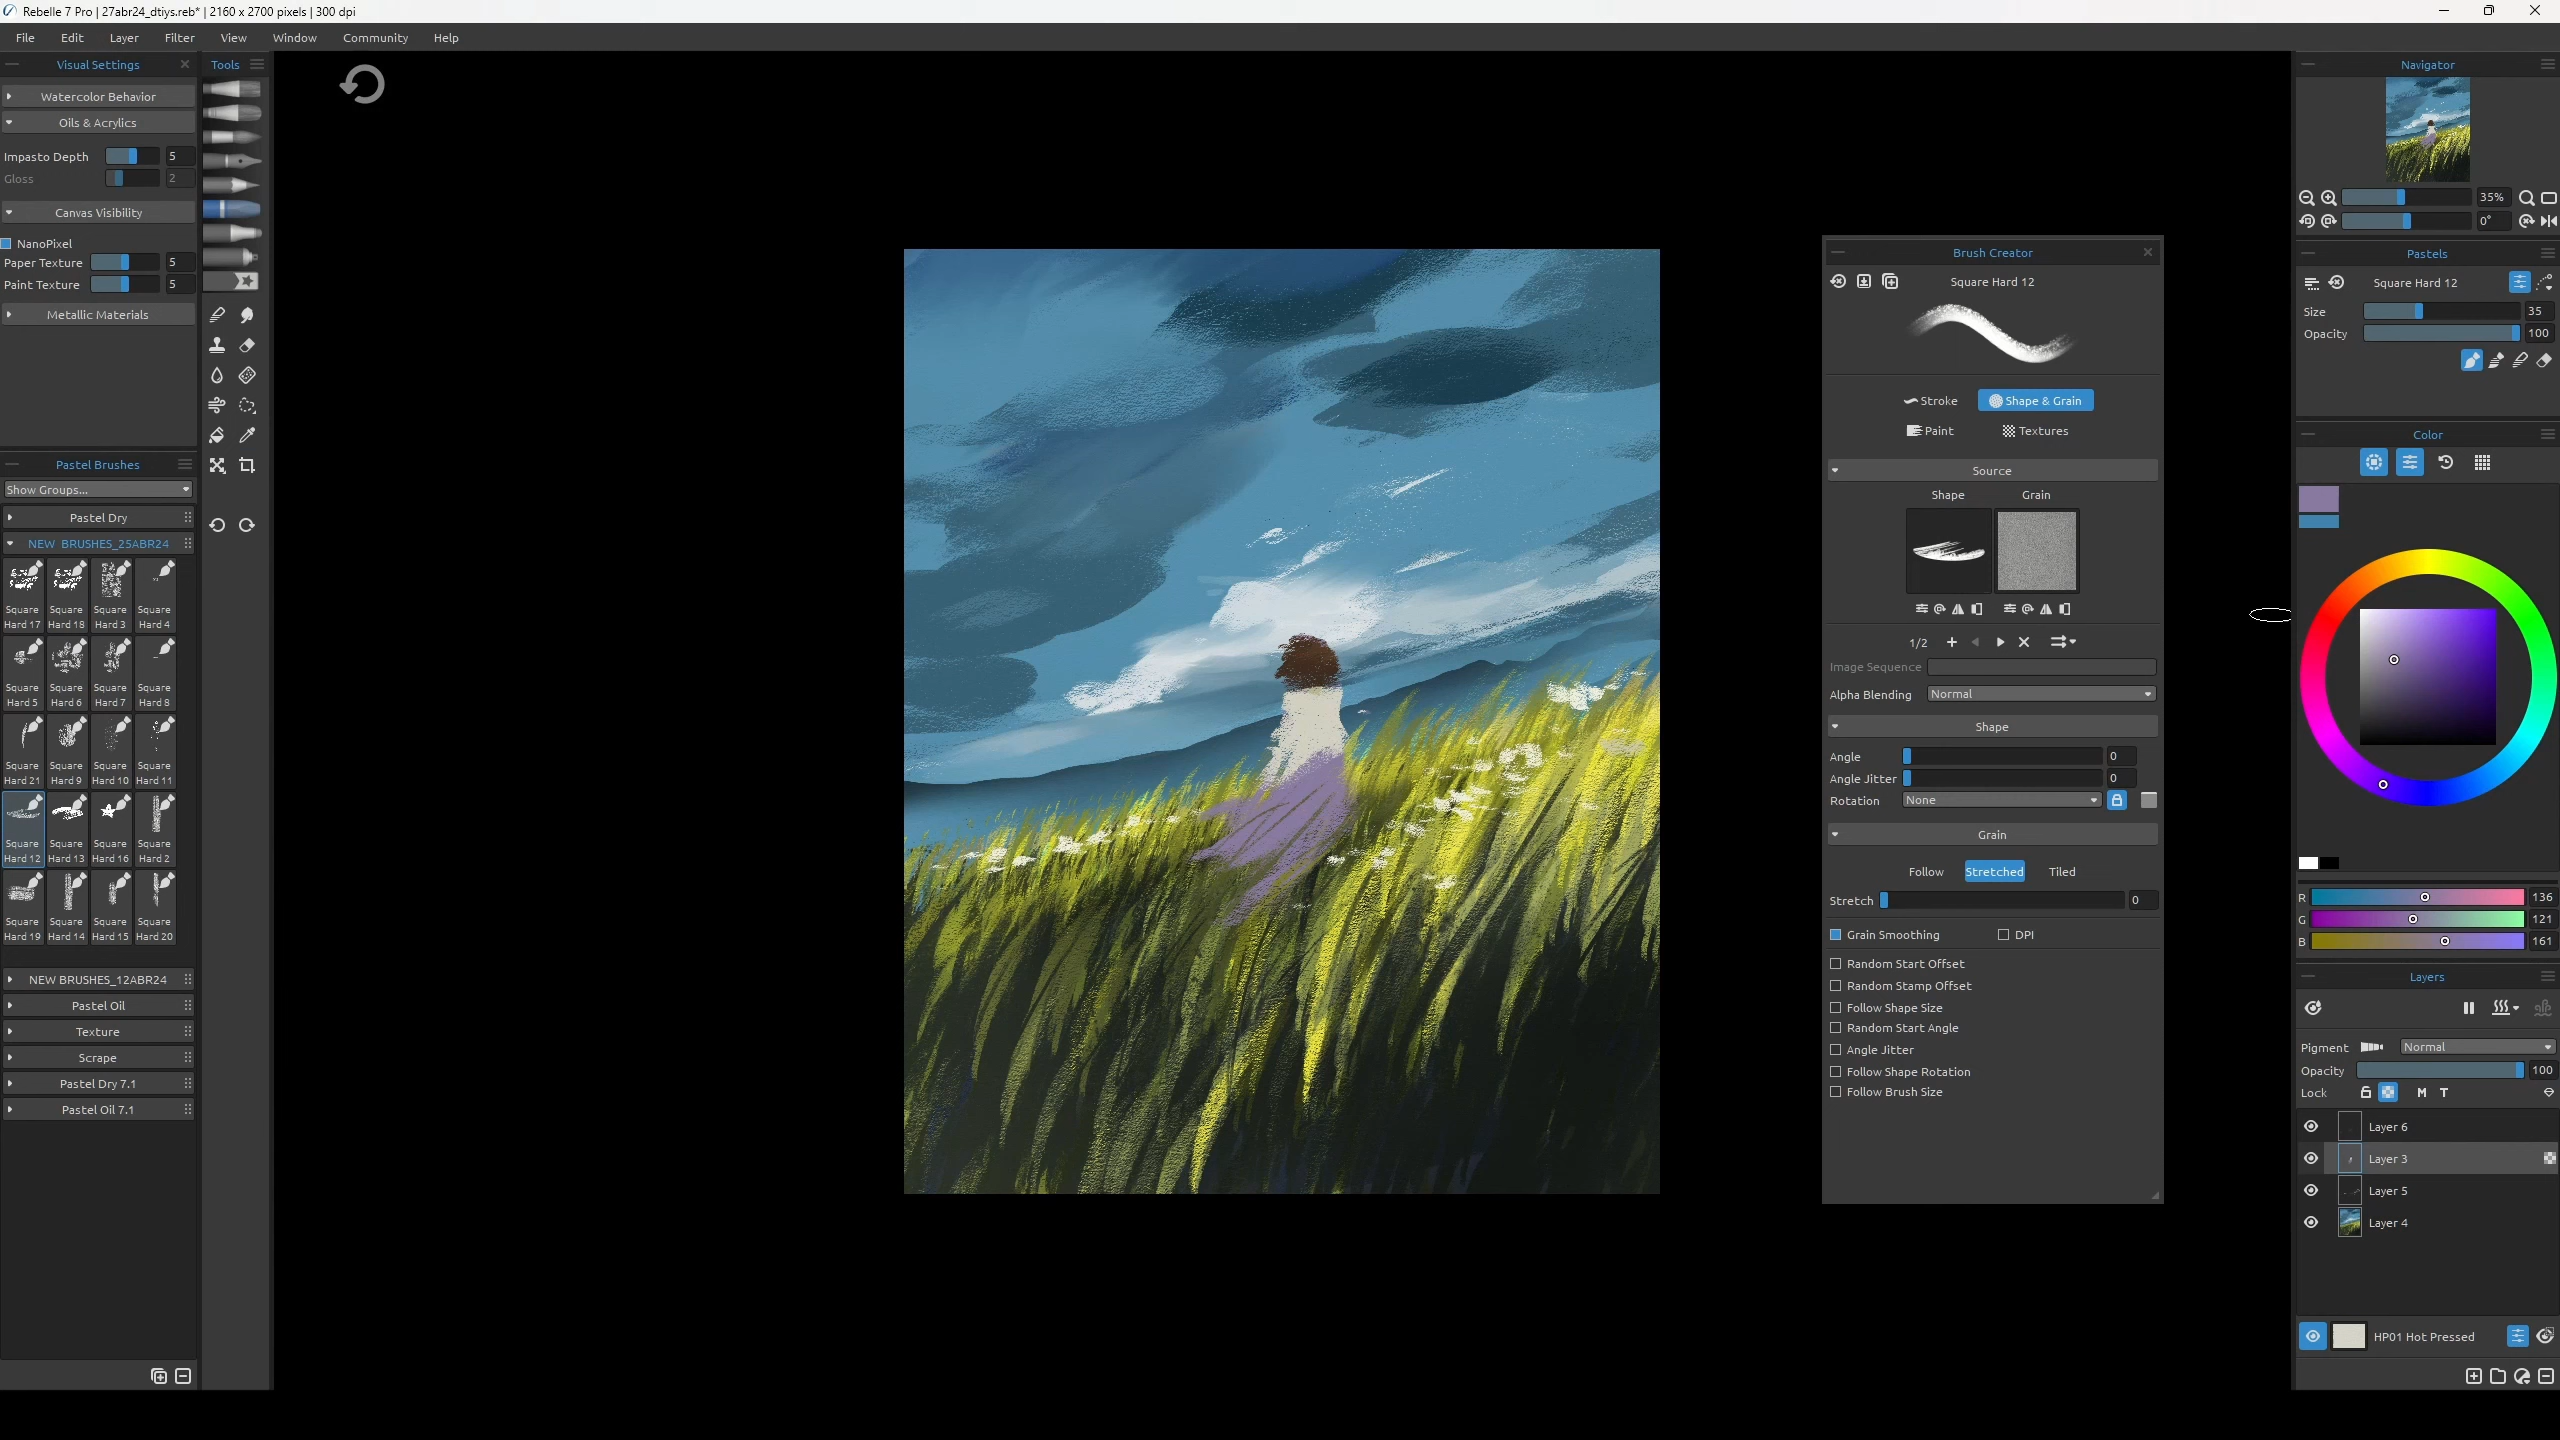 Rebelle 7 Pro | 27abr24_dtiys.reb* | 2160 x 2700 pixels | 300 dpi
File Edit Layer Filter View Window Community Help
Visual Settings
Watercolor Behavior
Oils & Acrylics
Impasto Depth 5
Gloss 2
Canvas Visibility
NanoPixel
Paper Texture 5
Paint Texture 5
Metallic Materials
Pastel Brushes
Show Groups...
Pastel Dry
NEW BRUSHES_25ABR24
Square Square Square Square
Hard 17 Hard 18 Hard 3 Hard 4
Square Square Square Square
Hard 5 Hard 6 Hard 7 Hard 8
Square Square Square Square
Hard 21 Hard 9 Hard 10 Hard 11
Square Square Square Square
Hard 12 Hard 13 Hard 16 Hard 2
Square Square Square Square
Hard 19 Hard 14 Hard 15 Hard 20
NEW BRUSHES_12ABR24
Pastel Oil
Texture
Scrape
Pastel Dry 7.1
Pastel Oil 7.1
Tools
Brush Creator
Square Hard 12
Stroke Shape & Grain
Paint Textures
Source
Shape Grain
1/2
Image Sequence
Alpha Blending Normal
Shape
Angle 0
Angle Jitter 0
Rotation None
Grain
Follow Stretched Tiled
Stretch 0
Grain Smoothing DPI
Random Start Offset
Random Stamp Offset
Follow Shape Size
Random Start Angle
Angle Jitter
Follow Shape Rotation
Follow Brush Size
Navigator
35%
0°
Pastels
Square Hard 12
Size 35
Opacity 100
Color
R 136
G 121
B 161
Layers
Pigment Normal
Opacity 100
Lock M T
Layer 6
Layer 3
Layer 5
Layer 4
HP01 Hot Pressed